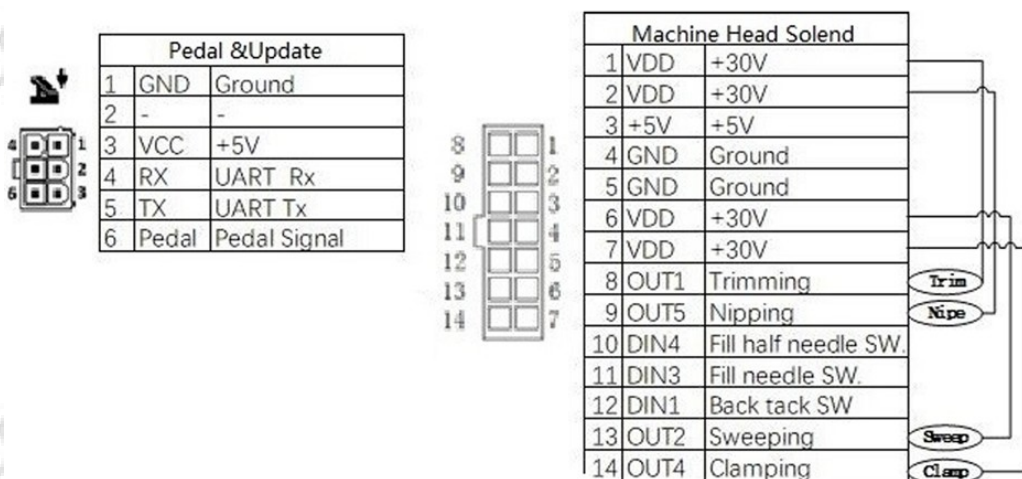 Pedal &Update
1 GND Ground
2 - -
3 VCC +5V
4 RX UART Rx
5 TX UART Tx
6 Pedal Pedal Signal
4 1
2
6 3
8 1
9 2
10 3
11 4
12 5
13 6
14 7
Machine Head Solend
1 VDD +30V
2 VDD +30V
3 +5V +5V
4 GND Ground
5 GND Ground
6 VDD +30V
7 VDD +30V
8 OUT1 Trimming Trim
9 OUT5 Nipping Nipe
10 DIN4 Fill half needle SW.
11 DIN3 Fill needle SW.
12 DIN1 Back tack SW
13 OUT2 Sweeping Sweep
14 OUT4 Clamping Clamp